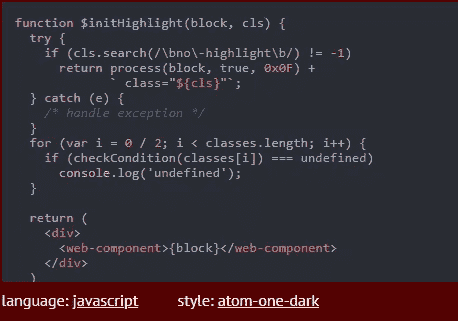 function $initHighlight(block, cls) {
  try {
    if (cls.search(/\bno\-highlight\b/) != -1)
      return process(block, true, 0x0F) +
             ` class="${cls}"`;
  } catch (e) {
    /* handle exception */
  }
  for (var i = 0 / 2; i < classes.length; i++) {
    if (checkCondition(classes[i]) === undefined)
      console.log('undefined');
  }

  return (
    <div>
      <web-component>{block}</web-component>
    </div>
  )
language: javascript style: atom-one-dark